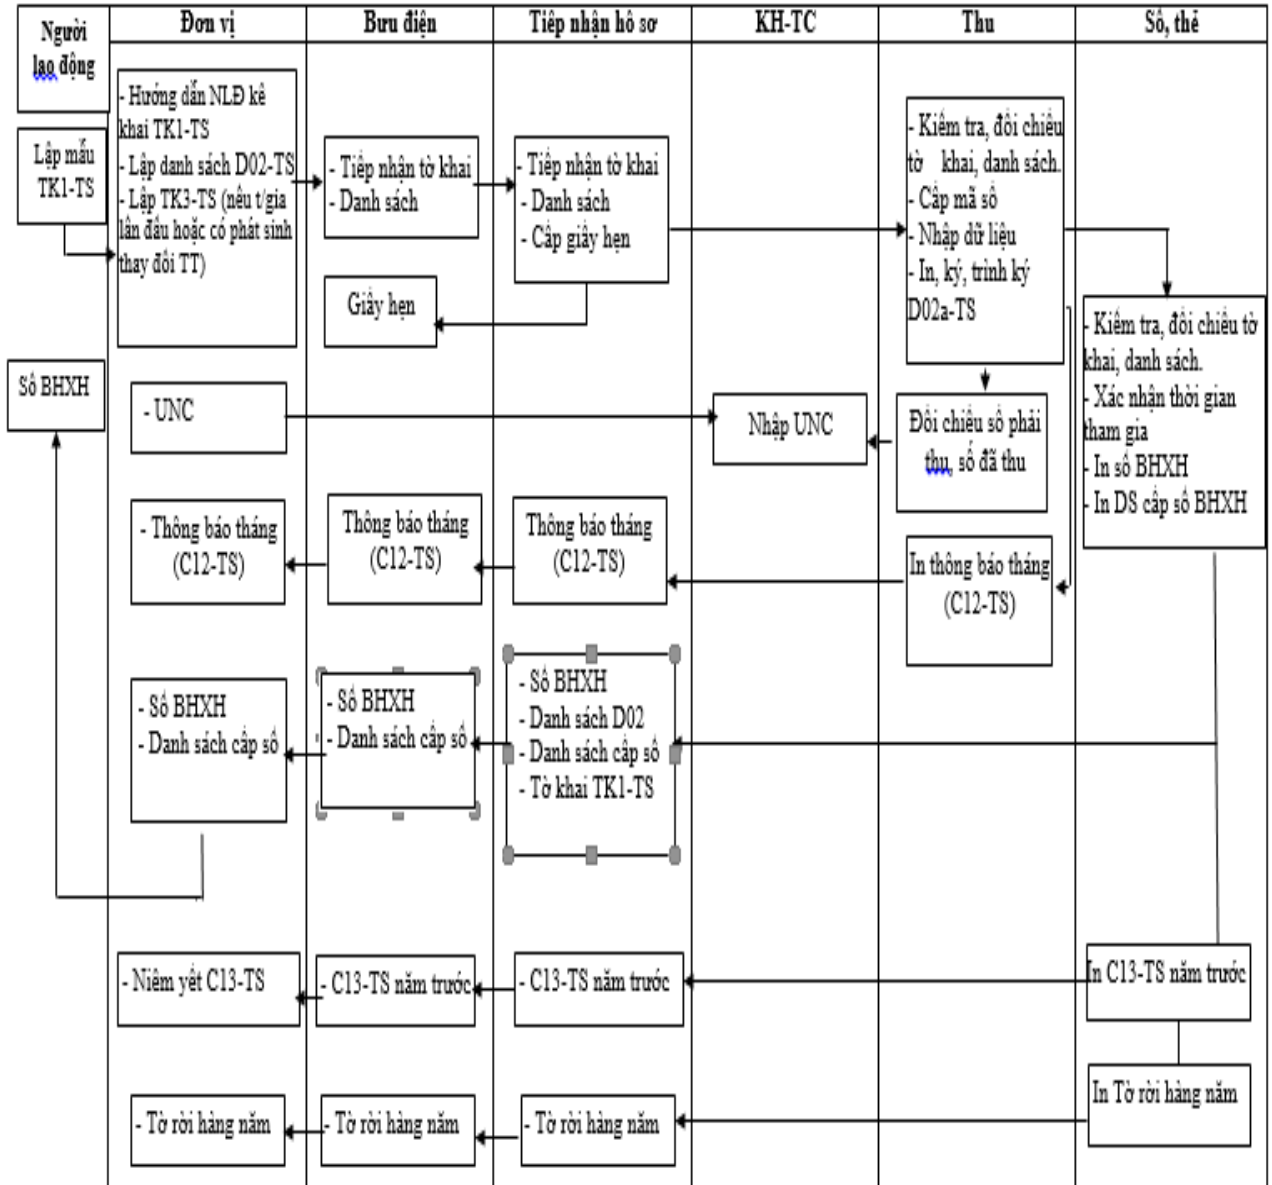 Người
lao động
Đơn vị
Bưu điện
Tiếp nhận hồ sơ
KH-TC
Thu
Sổ, thẻ
Lập mẫu
TK1-TS
- Hướng dẫn NLĐ kê
khai TK1-TS
- Lập danh sách D02-TS
- Lập TK3-TS (nếu t/gia
lần đầu hoặc có phát sinh
thay đổi TT)
- Tiếp nhận tờ khai
- Danh sách
- Tiếp nhận tờ khai
- Danh sách
- Cấp giấy hẹn
Giấy hẹn
- Kiểm tra, đối chiếu
tờ khai, danh sách.
- Cấp mã số
- Nhập dữ liệu
- In, ký, trình ký
D02a-TS
- Kiểm tra, đối chiếu tờ
khai, danh sách.
- Xác nhận thời gian
tham gia
- In sổ BHXH
- In DS cấp sổ BHXH
Sổ BHXH
- UNC
Nhập UNC
Đối chiếu số phải
thu, số đã thu
- Thông báo tháng
(C12-TS)
Thông báo tháng
(C12-TS)
Thông báo tháng
(C12-TS)
In thông báo tháng
(C12-TS)
- Sổ BHXH
- Danh sách cấp sổ
- Sổ BHXH
- Danh sách cấp sổ
- Sổ BHXH
- Danh sách D02
- Danh sách cấp sổ
- Tờ khai TK1-TS
- Niêm yết C13-TS
- C13-TS năm trước
- C13-TS năm trước
In C13-TS năm trước
- Tờ rời hàng năm
- Tờ rời hàng năm
- Tờ rời hàng năm
In Tờ rời hàng năm